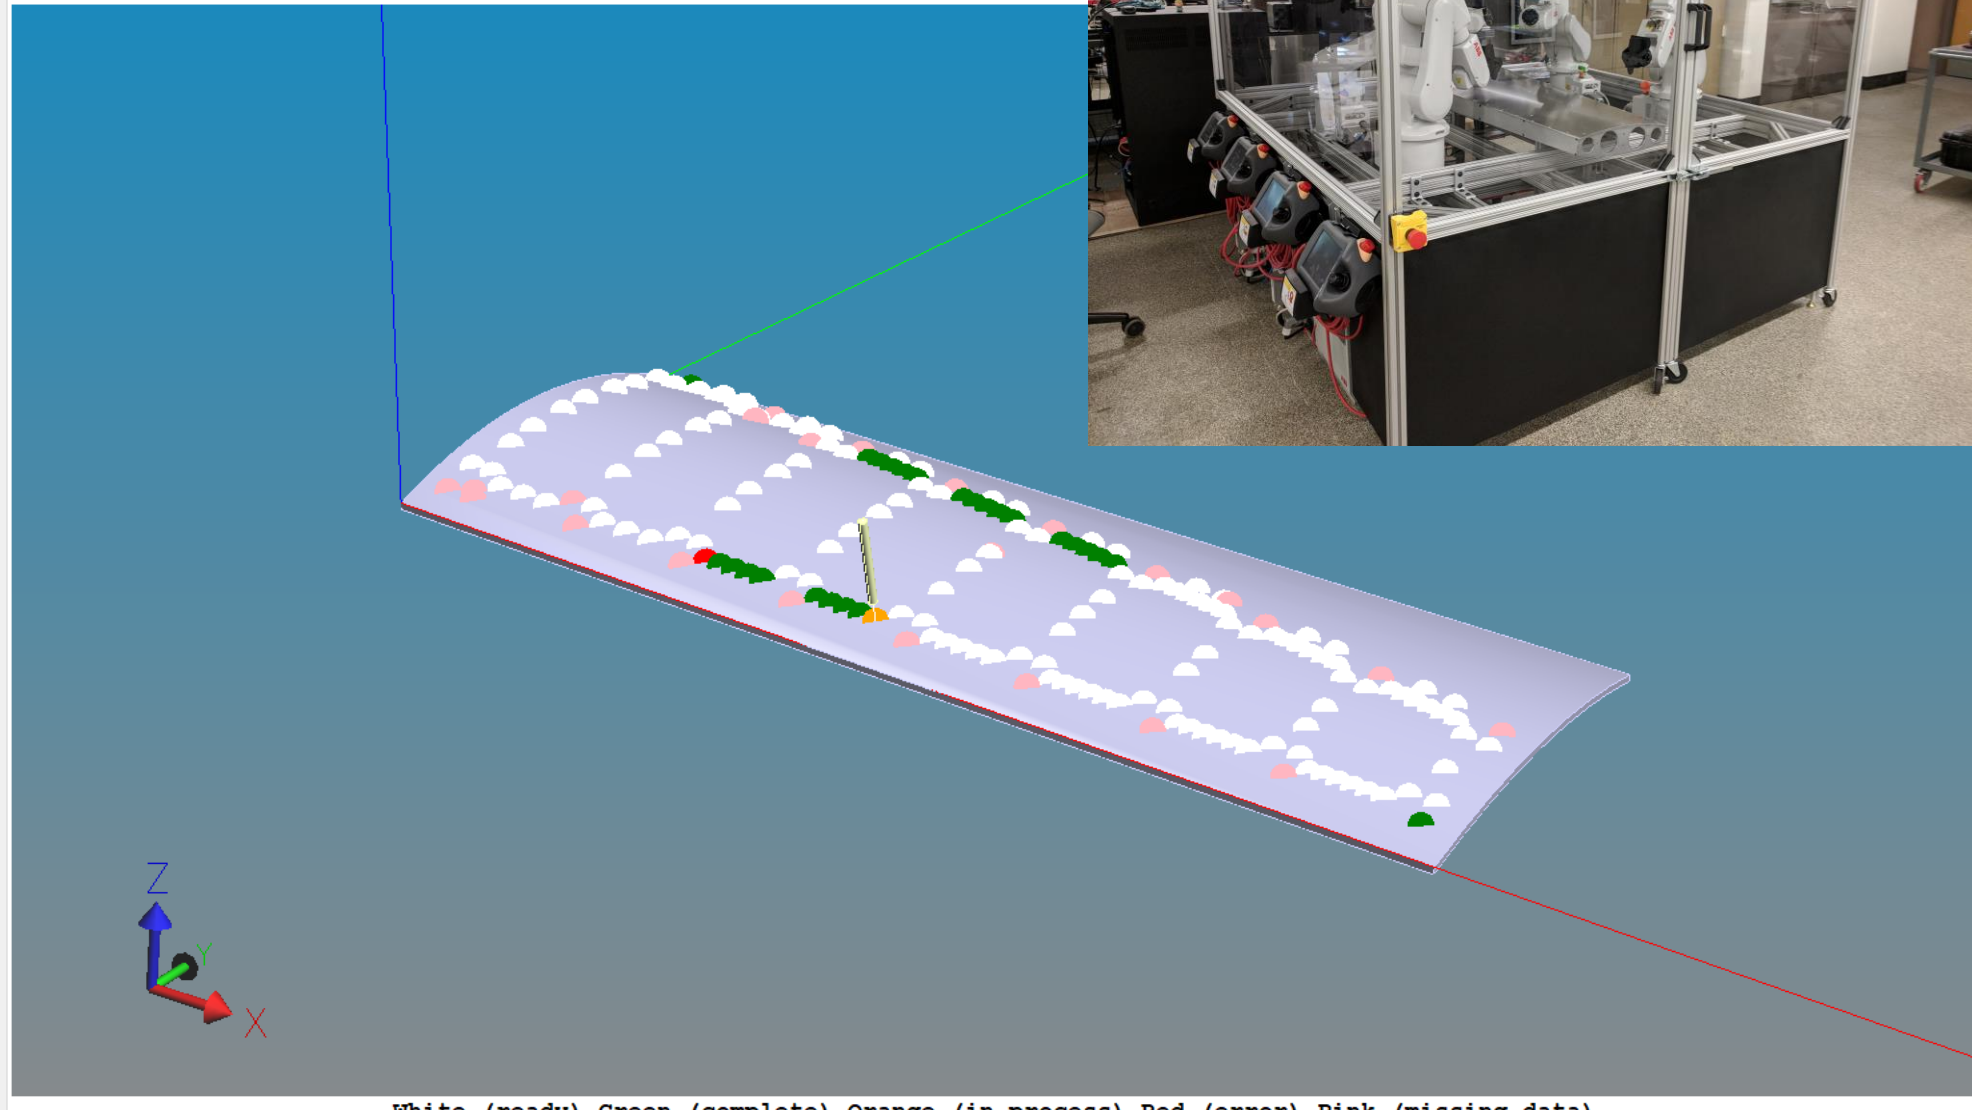 Z
Y
X
White (ready) Green (complete) Orange (in process) Red (error) Pink (missing data)